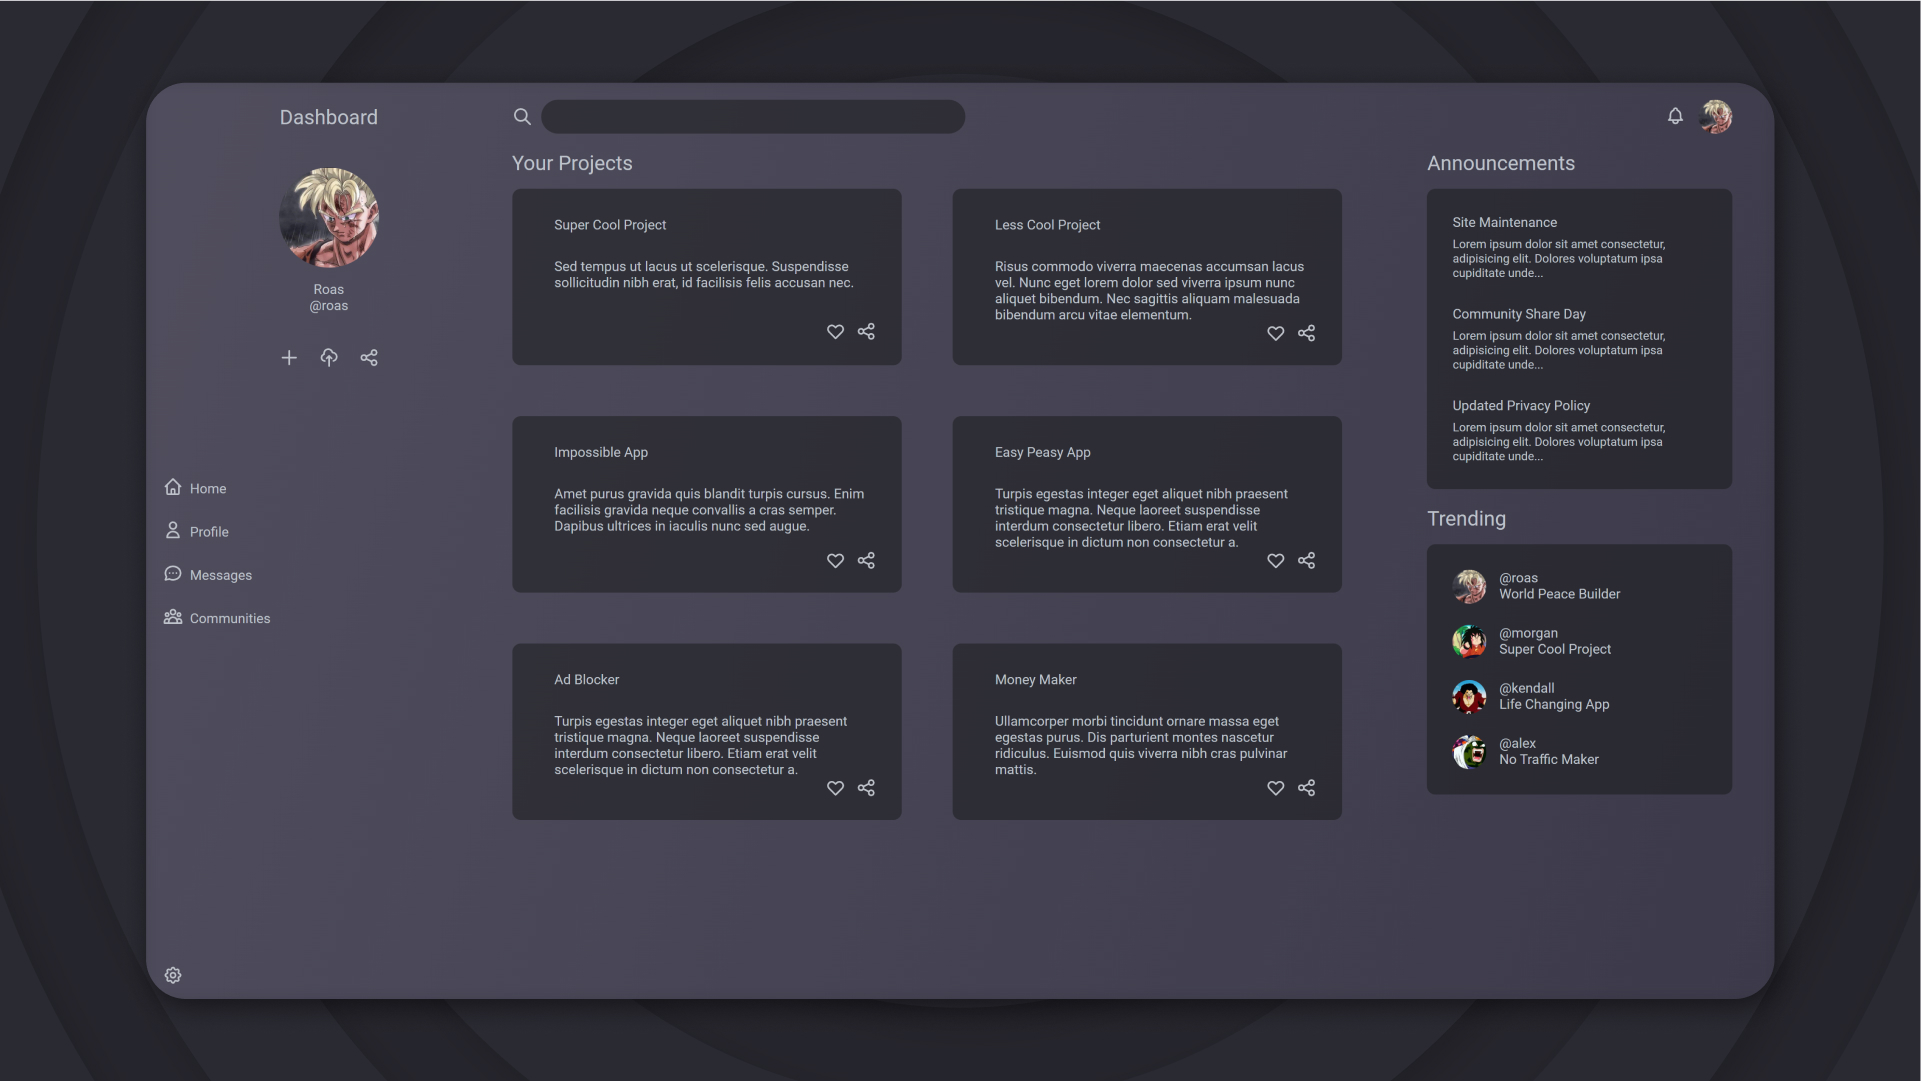 Dashboard
Roas
@roas
Home
Profile
Messages
Communities
Your Projects
Super Cool Project
Sed tempus ut lacus ut scelerisque. Suspendisse
sollicitudin nibh erat, id facilisis felis accusan nec.
Less Cool Project
Risus commodo viverra maecenas accumsan lacus
vel. Nunc eget lorem dolor sed viverra ipsum nunc
aliquet bibendum. Nec sagittis aliquam malesuada
bibendum arcu vitae elementum.
Impossible App
Amet purus gravida quis blandit turpis cursus. Enim
facilisis gravida neque convallis a cras semper.
Dapibus ultrices in iaculis nunc sed augue.
Easy Peasy App
Turpis egestas integer eget aliquet nibh praesent
tristique magna. Neque laoreet suspendisse
interdum consectetur libero. Etiam erat velit
scelerisque in dictum non consectetur a.
Ad Blocker
Turpis egestas integer eget aliquet nibh praesent
tristique magna. Neque laoreet suspendisse
interdum consectetur libero. Etiam erat velit
scelerisque in dictum non consectetur a.
Money Maker
Ullamcorper morbi tincidunt ornare massa eget
egestas purus. Dis parturient montes nascetur
ridiculus. Euismod quis viverra nibh cras pulvinar
mattis.
Announcements
Site Maintenance
Lorem ipsum dolor sit amet consectetur,
adipisicing elit. Dolores voluptatum ipsa
cupiditate unde...
Community Share Day
Lorem ipsum dolor sit amet consectetur,
adipisicing elit. Dolores voluptatum ipsa
cupiditate unde...
Updated Privacy Policy
Lorem ipsum dolor sit amet consectetur,
adipisicing elit. Dolores voluptatum ipsa
cupiditate unde...
Trending
@roas
World Peace Builder
@morgan
Super Cool Project
@kendall
Life Changing App
@alex
No Traffic Maker